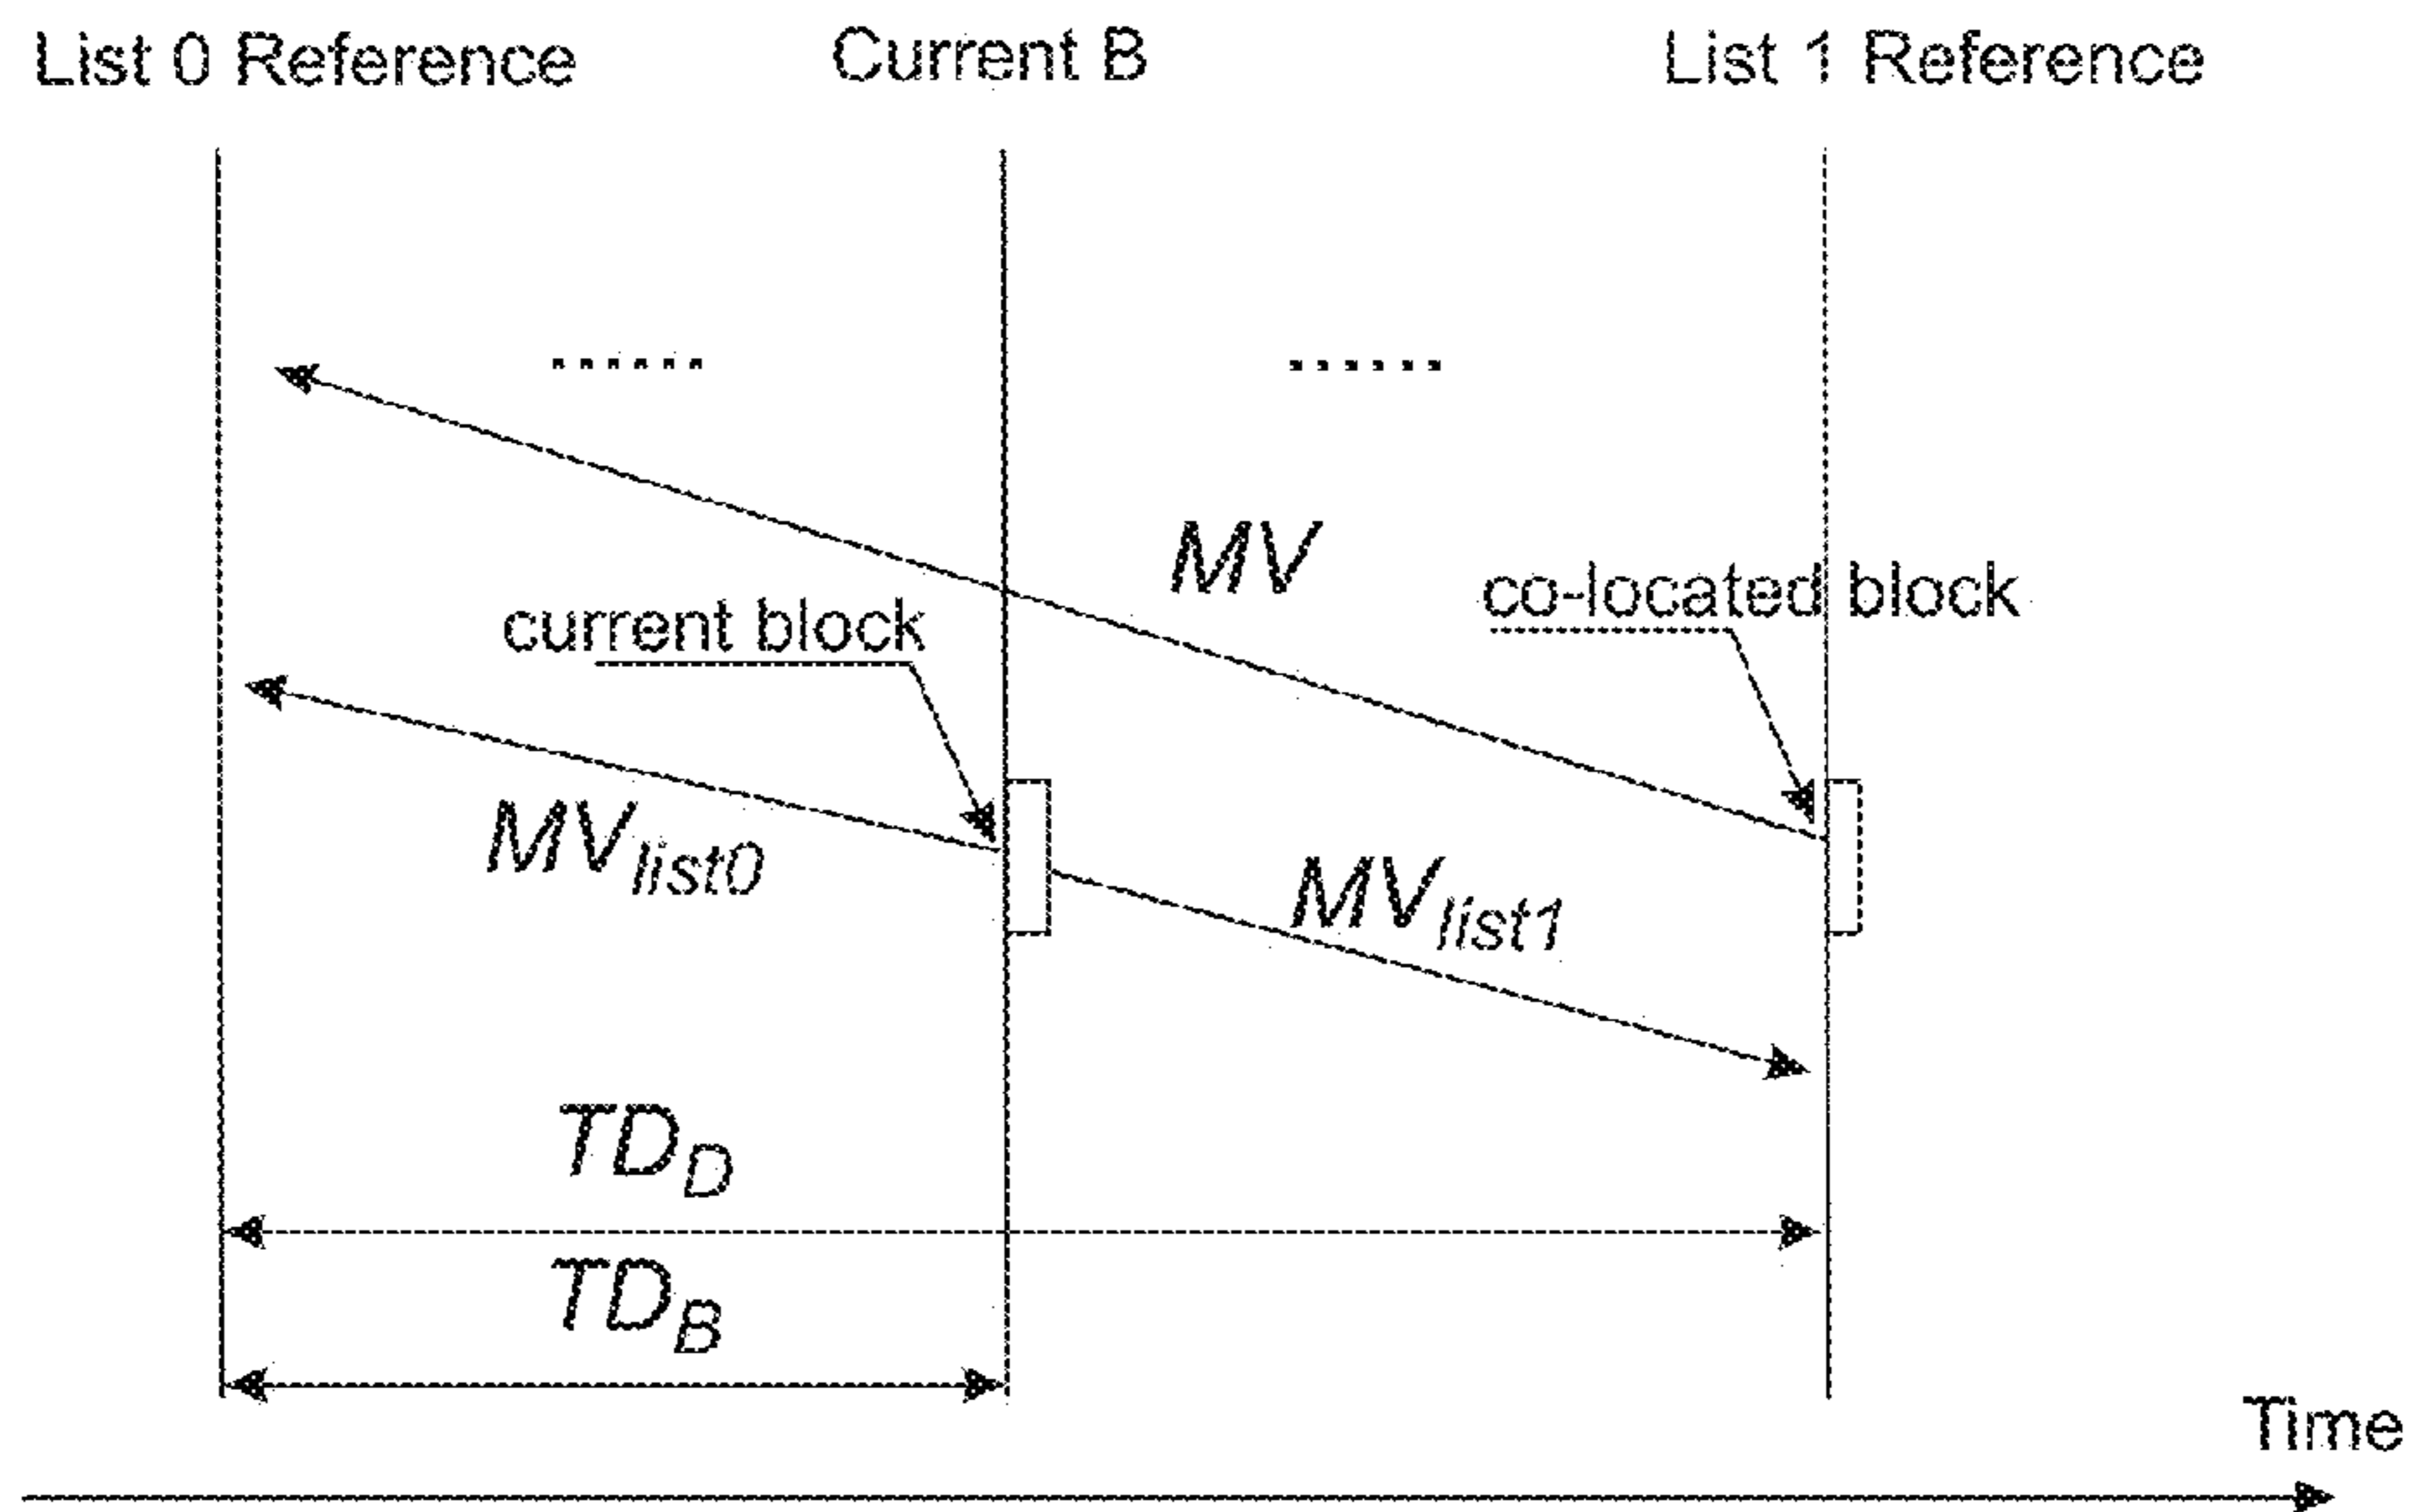 List 0 Reference
Current B
List 1 Reference
MV
co-located block
current block
MVlist0
MVlist1
TDD
TDB
Time